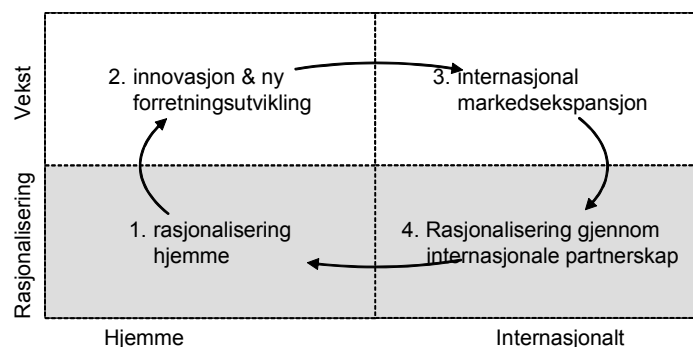 Vekst
2. innovasjon & ny
forretningsutvikling
3. internasjonal
markedsekspansjon
Rasjonalisering
1. rasjonalisering
hjemme
4. Rasjonalisering gjennom
internasjonale partnerskap
Hjemme
Internasjonalt